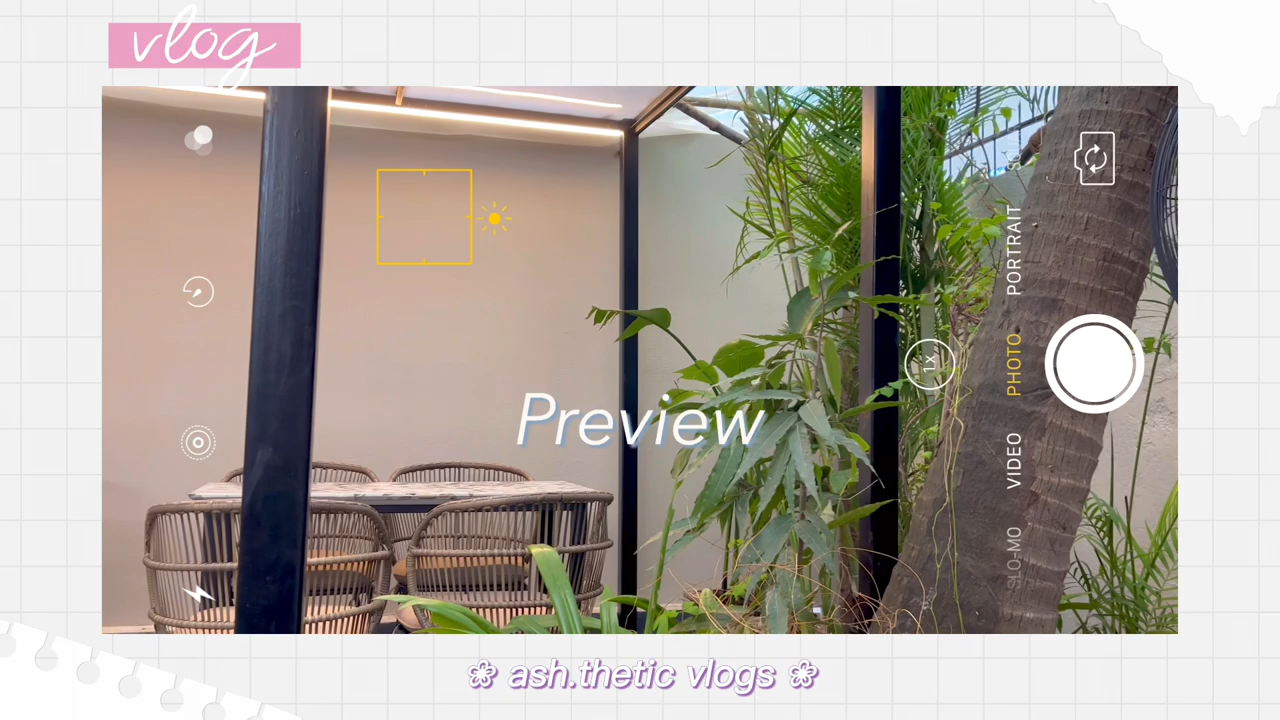 vlog
PORTRAIT
PHOTO
VIDEO
SLO-MO
1x
Preview
❀ ash.thetic vlogs ❀